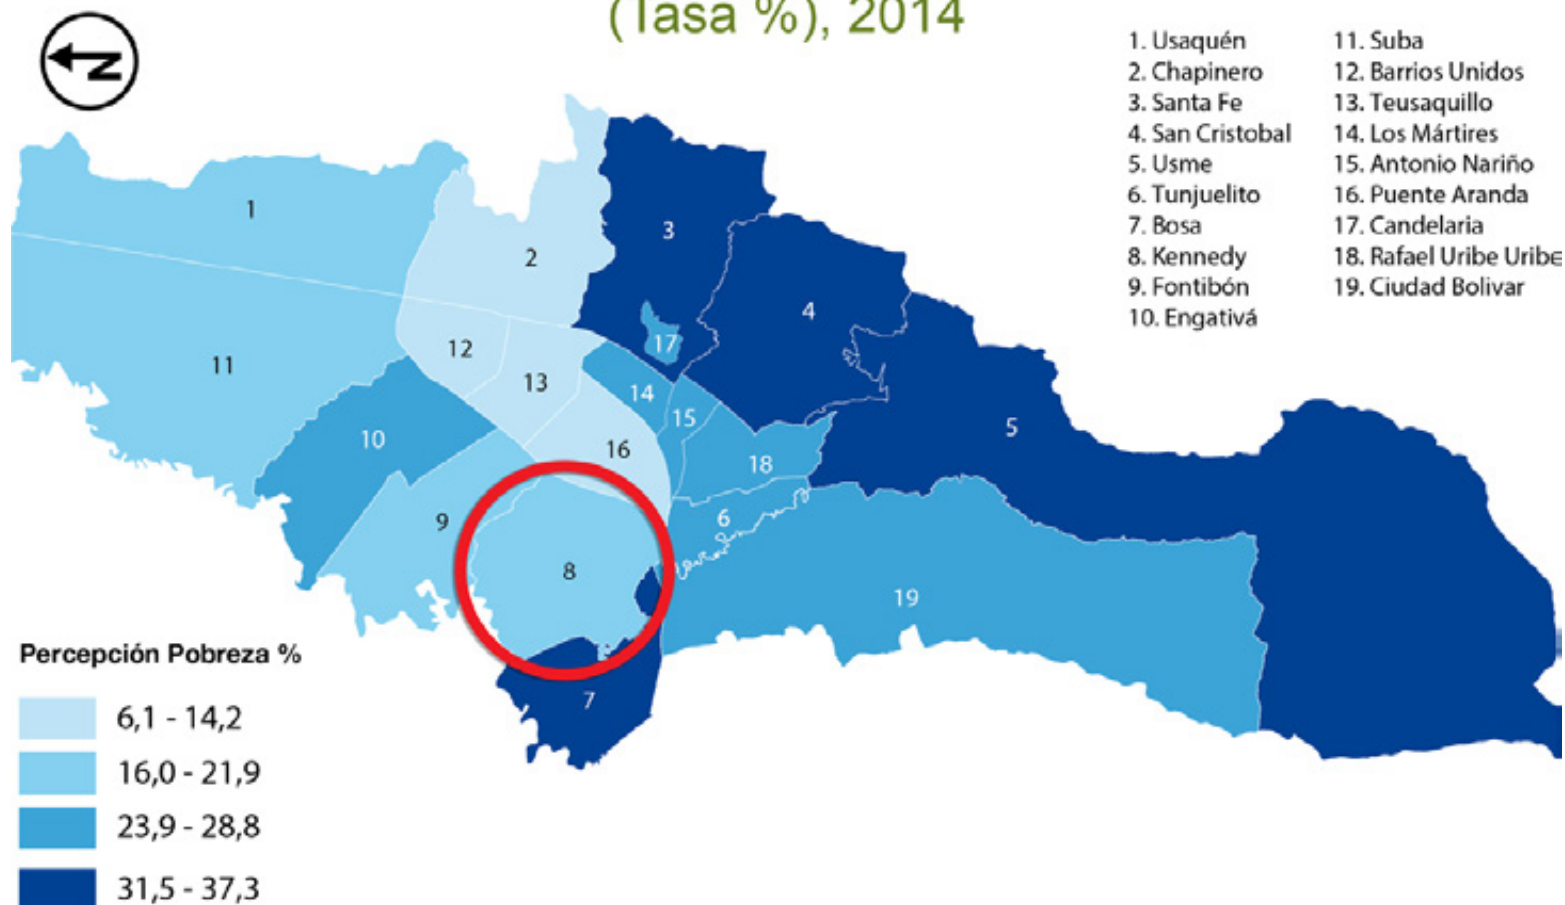 (Tasa %), 2014
N
1. Usaquén
2. Chapinero
3. Santa Fe
4. San Cristobal
5. Usme
6. Tunjuelito
7. Bosa
8. Kennedy
9. Fontibón
10. Engativá
11. Suba
12. Barrios Unidos
13. Teusaquillo
14. Los Mártires
15. Antonio Nariño
16. Puente Aranda
17. Candelaria
18. Rafael Uribe Uribe
19. Ciudad Bolivar
1
2
3
4
17
12
11
13
14
15
10
5
16
18
9
6
8
19
7
Percepción Pobreza %
6,1 - 14,2
16,0 - 21,9
23,9 - 28,8
31,5 - 37,3